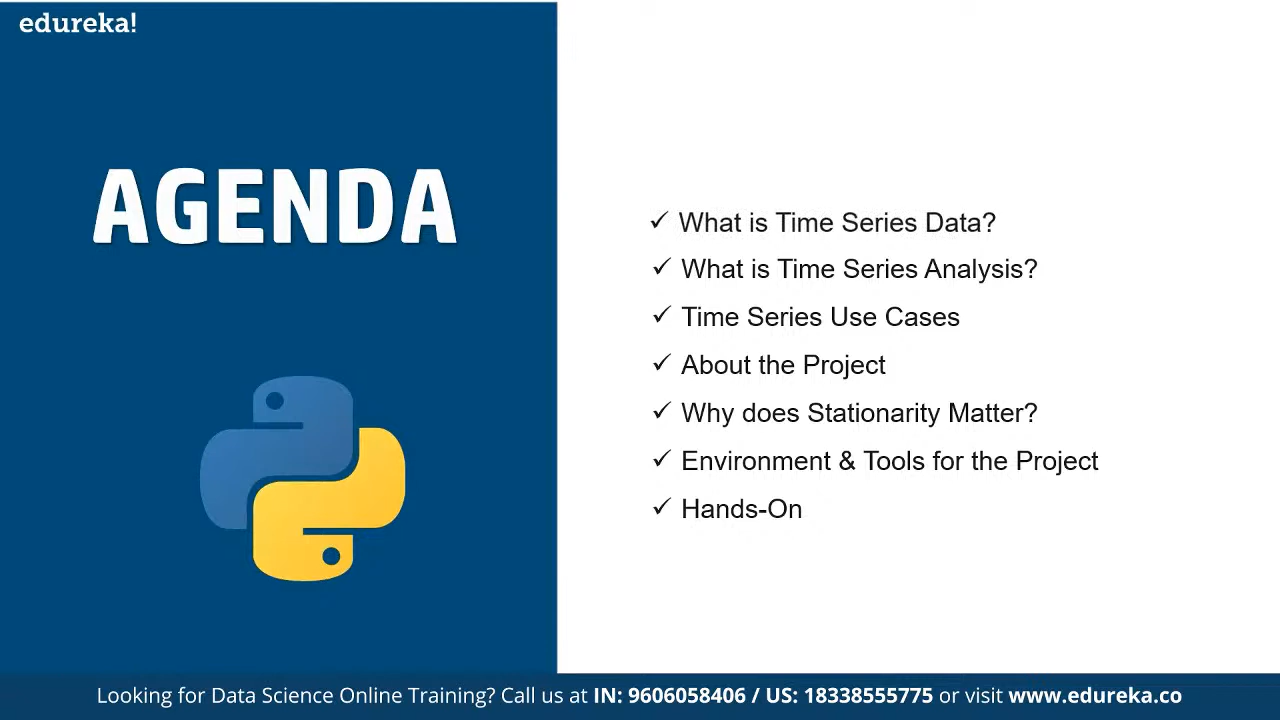 edureka!
AGENDA
✓ What is Time Series Data?
✓ What is Time Series Analysis?
✓ Time Series Use Cases
✓ About the Project
✓ Why does Stationarity Matter?
✓ Environment & Tools for the Project
✓ Hands-On
Looking for Data Science Online Training? Call us at IN: 9606058406 / US: 18338555775 or visit www.edureka.co